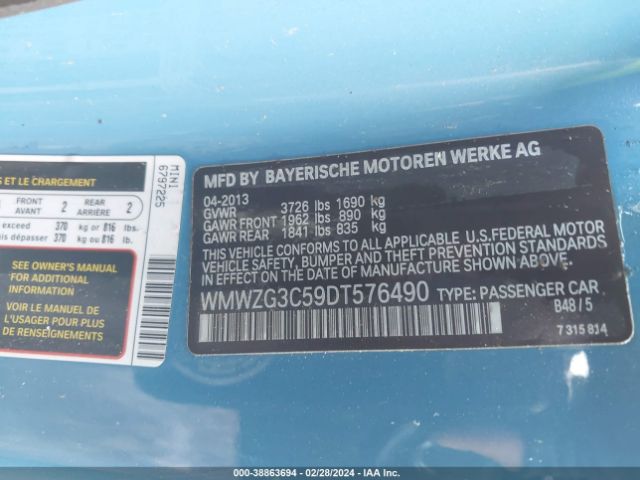 S ET LE CHARGEMENT
FRONT AVANT 2 REAR ARRIÈRE 2
exceed 370 kg or 816 lbs.
is dépasser 370 kg ou 816 lb.
SEE OWNER'S MANUAL
FOR ADDITIONAL
INFORMATION
VOIR LE MANUEL DE
L'USAGER POUR PLUS DE
RENSEIGNEMENTS
MINI
6797225
MFD BY BAYERISCHE MOTOREN WERKE AG
04-2013
GVWR 3726 lbs 1690 kg
GAWR FRONT 1962 lbs 890 kg
GAWR REAR 1841 lbs 835 kg
THIS VEHICLE CONFORMS TO ALL APPLICABLE U.S.FEDERAL MOTOR
VEHICLE SAFETY, BUMPER AND THEFT PREVENTION STANDARDS
IN EFFECT ON THE DATE OF MANUFACTURE SHOWN ABOVE.
WMWZG3C59DT576490 TYPE: PASSENGER CAR
B48 / 5
7 315 814
000-38863694 - 02/28/2024 - IAA Inc.